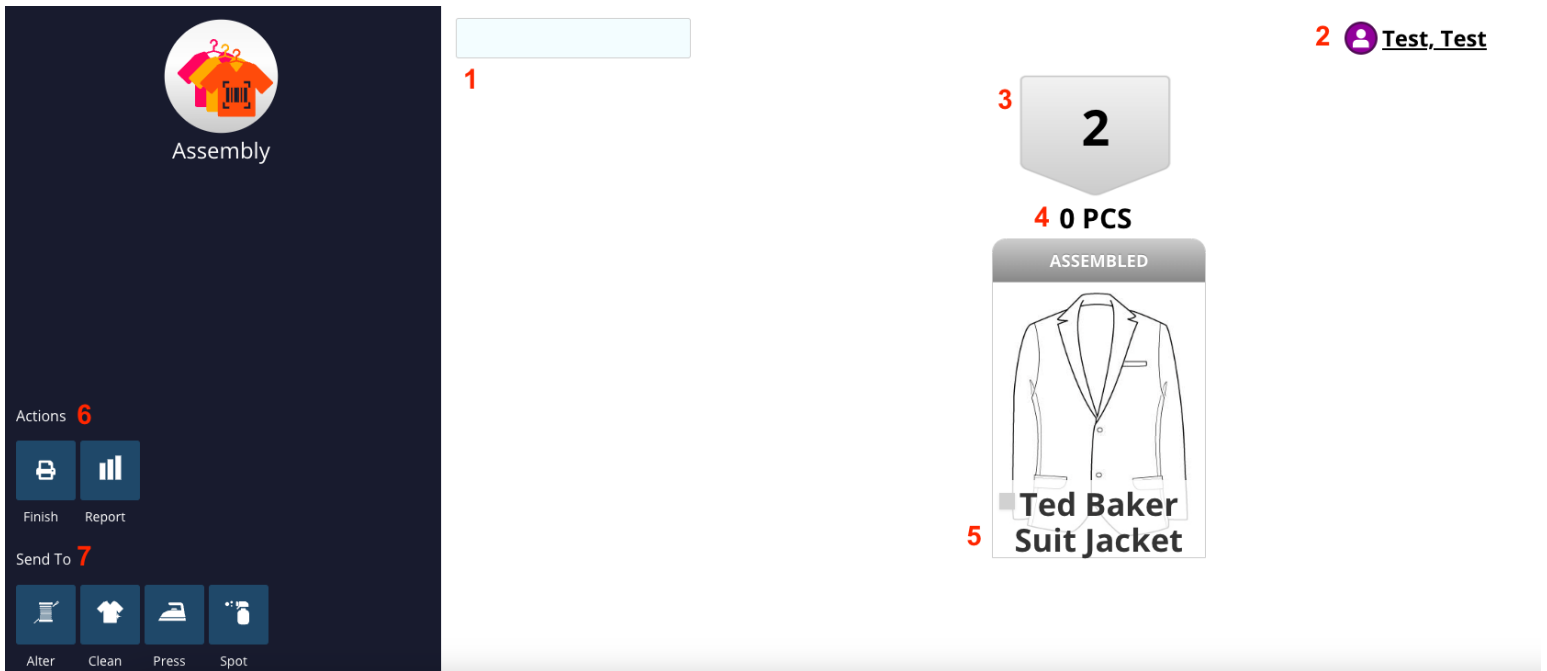 Assembly
1
2 Test, Test
3
2
4 0 PCS
ASSEMBLED
Ted Baker
5
Suit Jacket
Actions 6
Finish Report
Send To 7
Alter Clean Press Spot